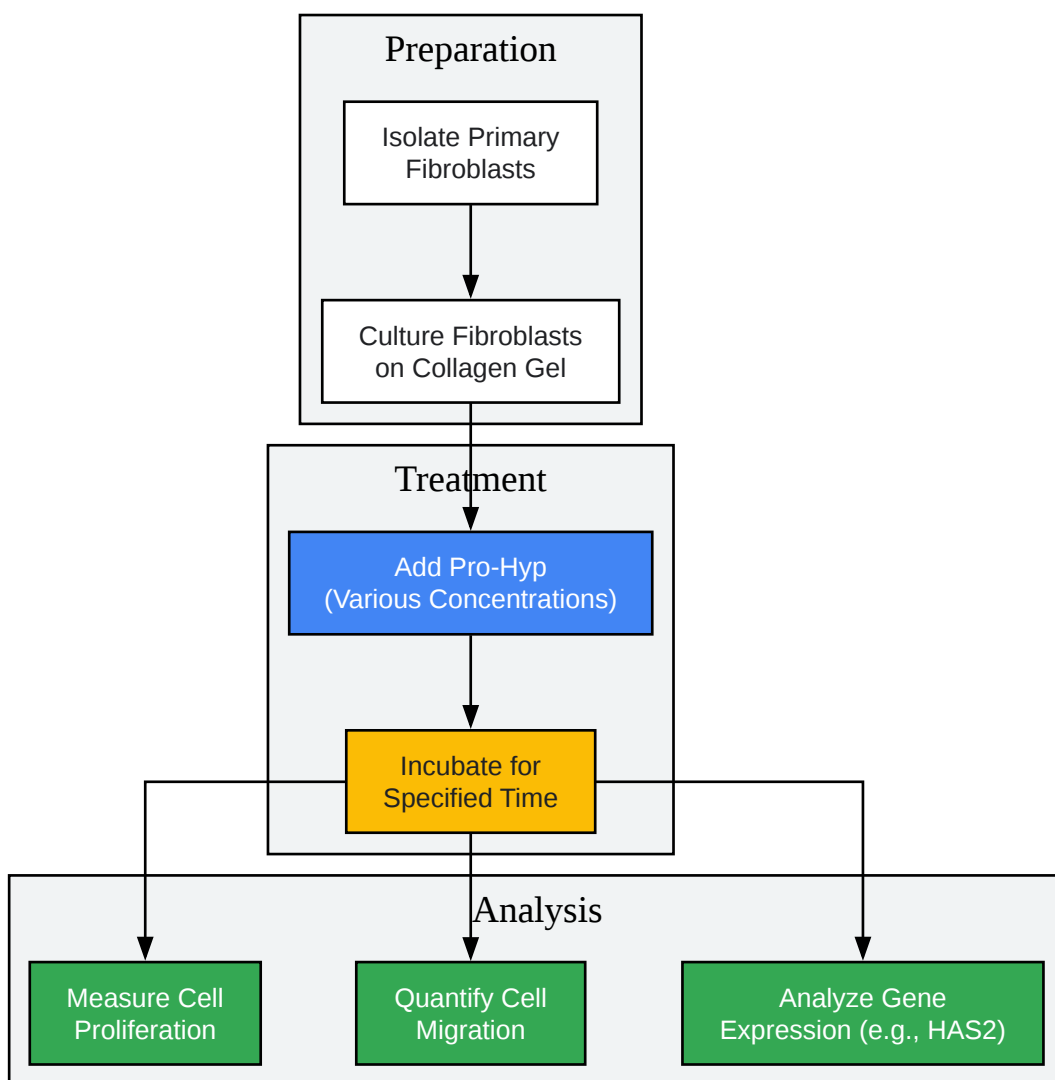 Preparation
Isolate Primary
Fibroblasts
Culture Fibroblasts
on Collagen Gel
Treatment
Add Pro-Hyp
(Various Concentrations)
Incubate for
Specified Time
Analysis
Measure Cell
Proliferation
Quantify Cell
Migration
Analyze Gene
Expression (e.g., HAS2)